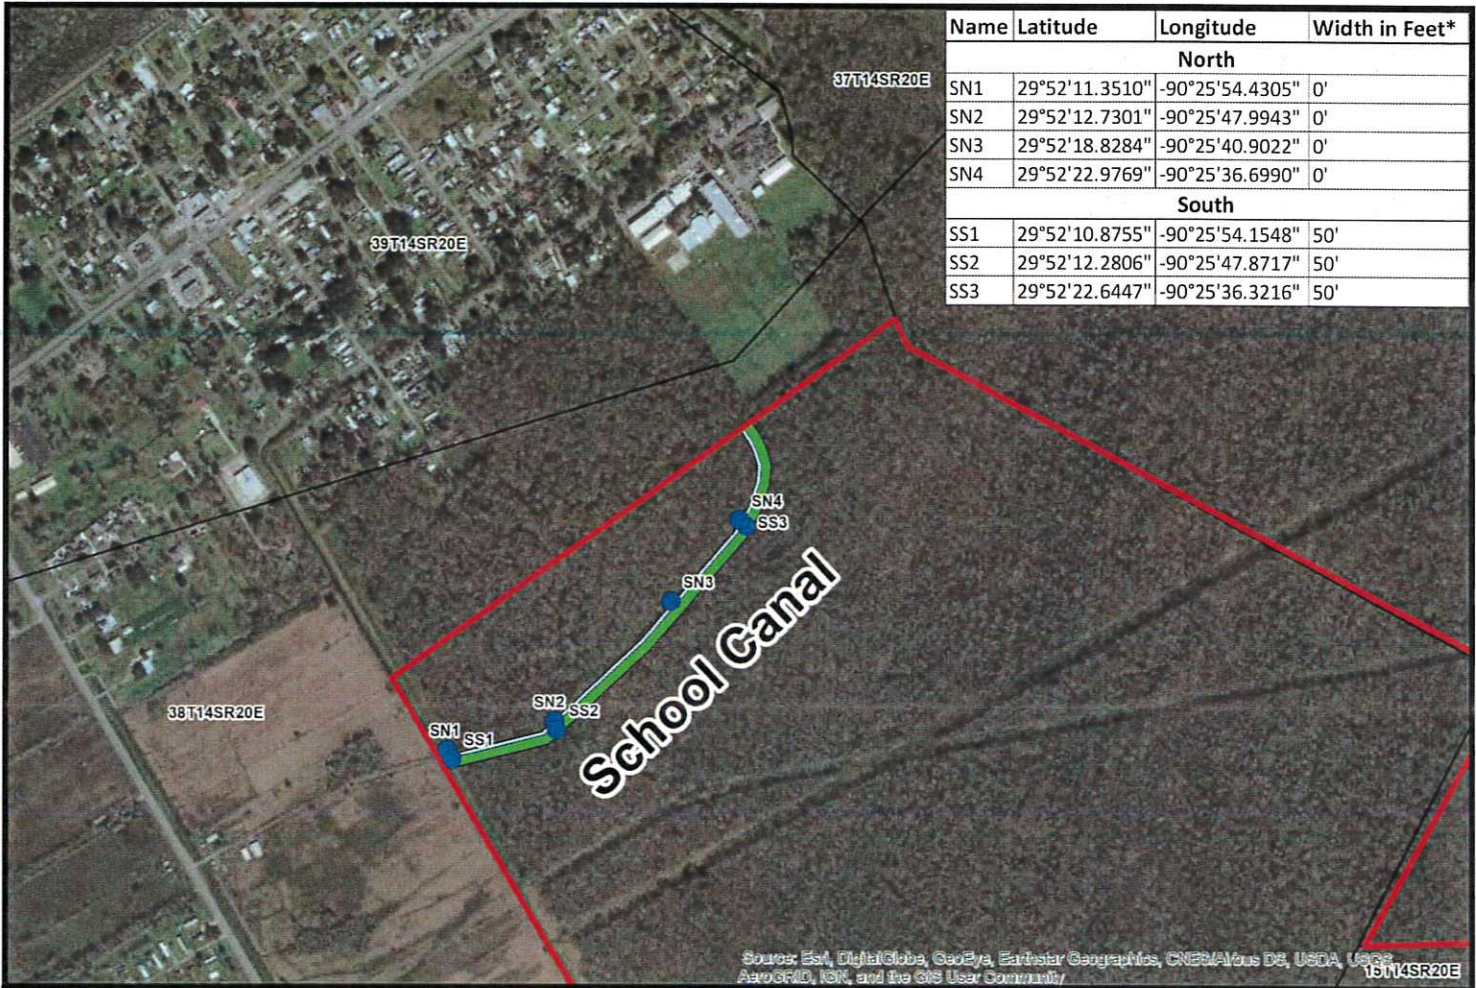 Name Latitude Longitude Width in Feet*
North
SN1 29°52'11.3510" -90°25'54.4305" 0'
SN2 29°52'12.7301" -90°25'47.9943" 0'
SN3 29°52'18.8284" -90°25'40.9022" 0'
SN4 29°52'22.9769" -90°25'36.6990" 0'
South
SS1 29°52'10.8755" -90°25'54.1548" 50'
SS2 29°52'12.2806" -90°25'47.8717" 50'
SS3 29°52'22.6447" -90°25'36.3216" 50'
37T14SR20E
39T14SR20E
SN4
SS3
SN3
School Canal
SN2
SS2
38T14SR20E
SN1
SS1
Source: Esri, DigitalGlobe, GeoEye, Earthstar Geographics, CNES/Airbus DS, USDA, USGS,
AeroGRID, IGN, and the GIS User Community
15T14SR20E